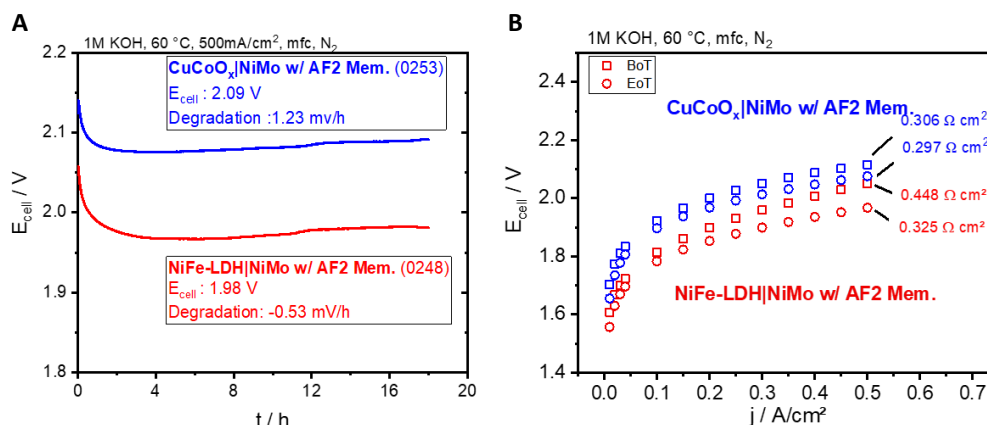 A
1M KOH, 60 °C, 500mA/cm², mfc, N₂
2.2
2.1
2.0
1.9
1.8
E_cell / V
CuCoOₓ|NiMo w/ AF2 Mem. (0253)
E_cell : 2.09 V
Degradation :1.23 mv/h
NiFe-LDH|NiMo w/ AF2 Mem. (0248)
E_cell : 1.98 V
Degradation: -0.53 mV/h
0 4 8 12 16 20
t / h
B
1M KOH, 60 °C, mfc, N₂
2.4
2.2
2.0
1.8
1.6
1.4
E_cell / V
BoT
EoT
CuCoOₓ|NiMo w/ AF2 Mem.
0.306 Ω cm²
0.297 Ω cm²
0.448 Ω cm²
0.325 Ω cm²
NiFe-LDH|NiMo w/ AF2 Mem.
0.0 0.1 0.2 0.3 0.4 0.5 0.6 0.7
j / A/cm²